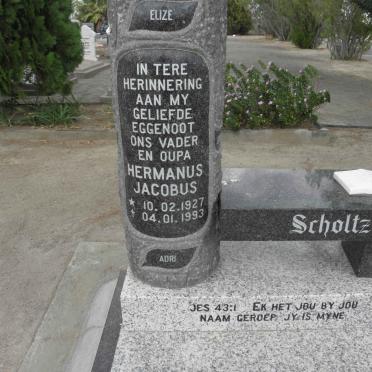 ELIZE
IN TERE
HERINNERING
AAN MY
GELIEFDE
EGGENOOT
ONS VADER
EN OUPA
HERMANUS
JACOBUS
* 10.02.1927
† 04.01.1993
ADRI
Scholtz
JES 43:1 EK HET JOU BY JOU
NAAM GEROEP. JY IS MYNE